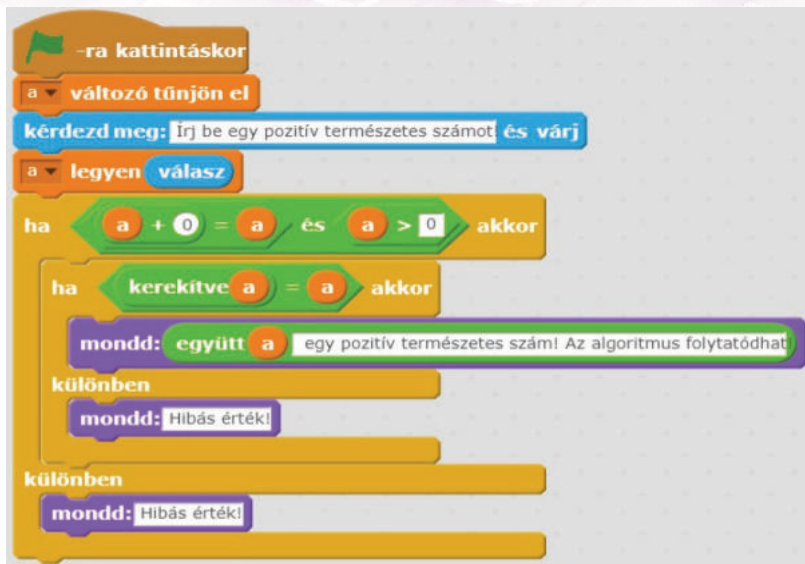 -ra kattintáskor
a változó tűnjön el
kérdezd meg: Írj be egy pozitív természetes számot! és várj
a legyen válasz
ha a + 0 = a és a > 0 akkor
ha kerekítve a = a akkor
mondd: együtt a egy pozitív természetes szám! Az algoritmus folytatódhat!
különben
mondd: Hibás érték!
különben
mondd: Hibás érték!